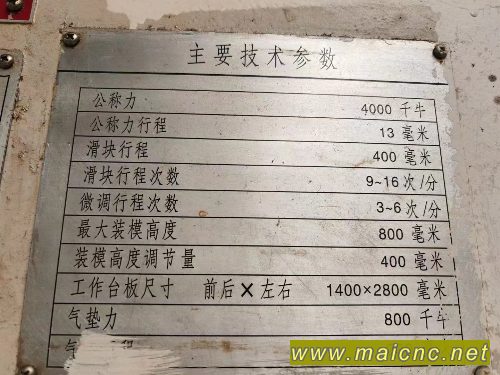 主要技术参数
公称力 4000 千牛
公称力行程 13 毫米
滑块行程 400 毫米
滑块行程次数 9~16 次/分
微调行程次数 3~6 次/分
最大装模高度 800 毫米
装模高度调节量 400 毫米
工作台板尺寸 前后×左右 1400×2800 毫米
气垫力 800 千牛
www.maicnc.net